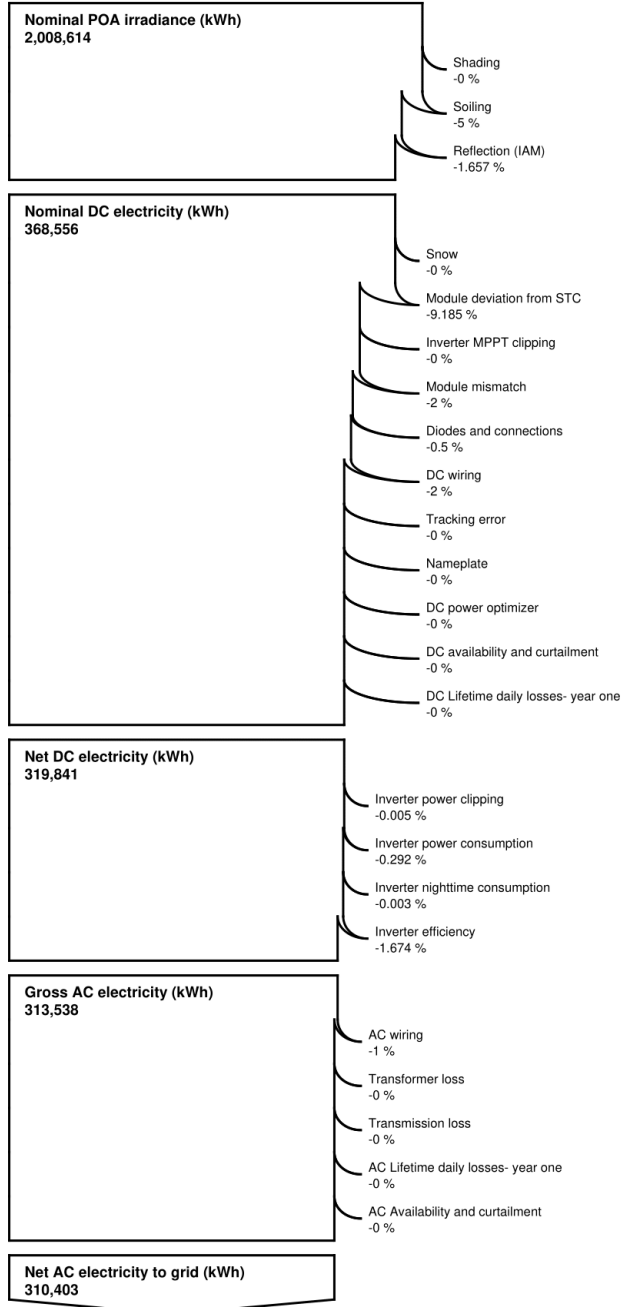 Nominal POA irradiance (kWh)
2,008,614
Shading
-0 %
Soiling
-5 %
Reflection (IAM)
-1.657 %
Nominal DC electricity (kWh)
368,556
Snow
-0 %
Module deviation from STC
-9.185 %
Inverter MPPT clipping
-0 %
Module mismatch
-2 %
Diodes and connections
-0.5 %
DC wiring
-2 %
Tracking error
-0 %
Nameplate
-0 %
DC power optimizer
-0 %
DC availability and curtailment
-0 %
DC Lifetime daily losses- year one
-0 %
Net DC electricity (kWh)
319,841
Inverter power clipping
-0.005 %
Inverter power consumption
-0.292 %
Inverter nighttime consumption
-0.003 %
Inverter efficiency
-1.674 %
Gross AC electricity (kWh)
313,538
AC wiring
-1 %
Transformer loss
-0 %
Transmission loss
-0 %
AC Lifetime daily losses- year one
-0 %
AC Availability and curtailment
-0 %
Net AC electricity to grid (kWh)
310,403